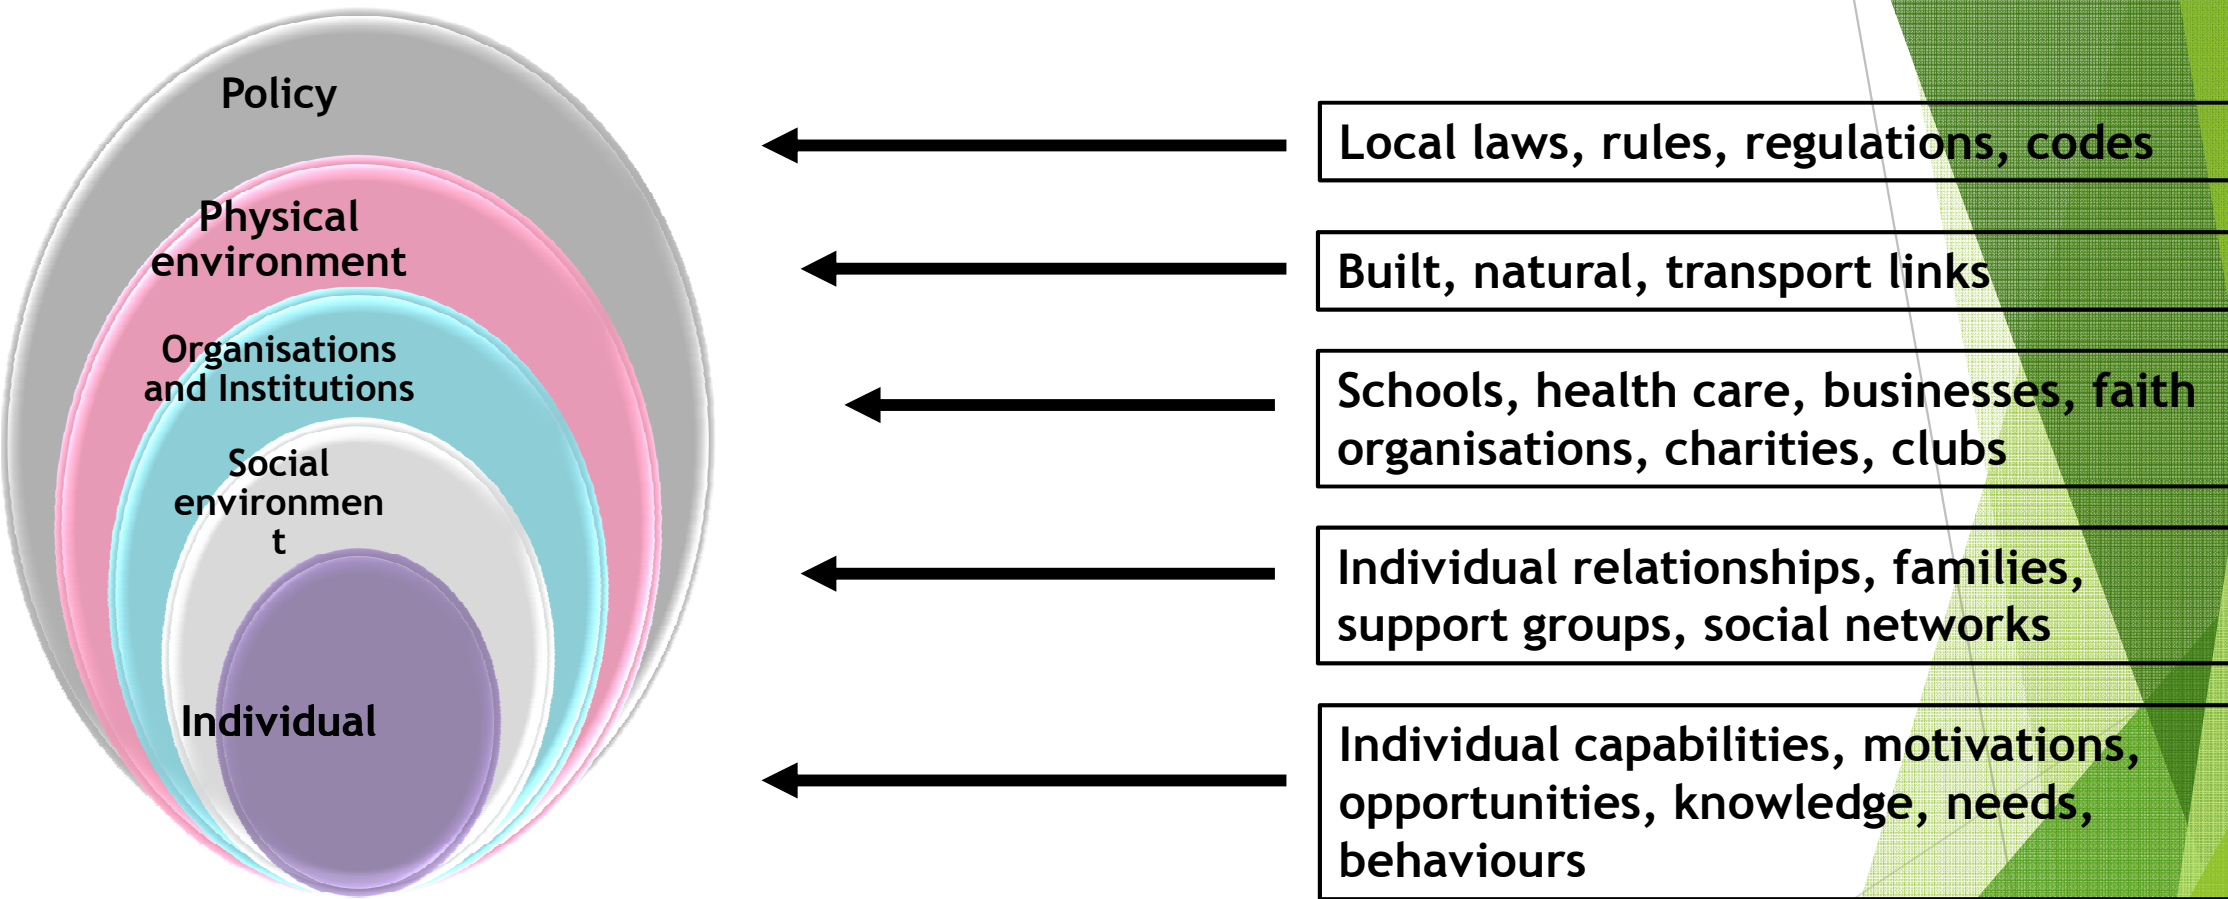 Policy
Local laws, rules, regulations, codes
Physical
environment
Built, natural, transport links
Organisations
and Institutions
Schools, health care, businesses, faith
organisations, charities, clubs
Social
environmen
t
Individual relationships, families,
support groups, social networks
Individual
Individual capabilities, motivations,
opportunities, knowledge, needs,
behaviours